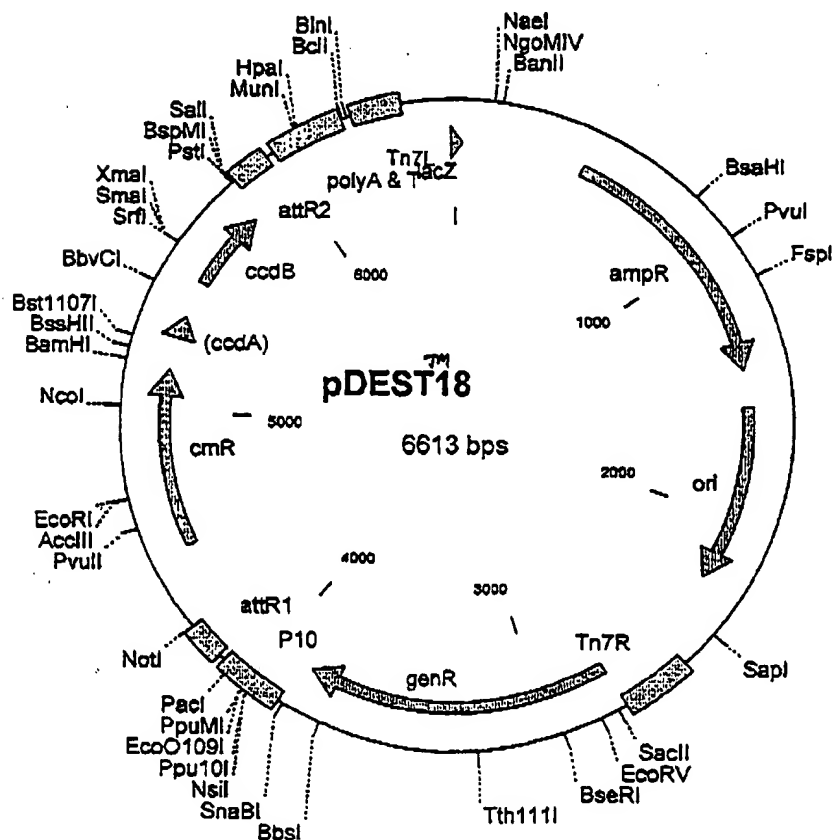 BlnI
BclI
HpaI
MunI
SalI
BspMI
PstI
XmaI
SmaI
SrfI
BbvCI
Bst1107I
BssHII
BamHI
NcoI
EcoRI
AccIII
PvuII
NotI
PacI
PpuMI
EcoO109I
Ppu10I
NsiI
SnaBI
BbsI
Tth111I
BseRI
EcoRV
SacII
SapI
FspI
PvuI
BsaHI
BanII
NgoMIV
NaeI
Tn7L
lacZ
polyA & T
attR2
6000
ccdB
(ccdA)
ampR
1000
pDEST™18
6613 bps
5000
cmR
2000
ori
4000
3000
attR1
P10
genR
Tn7R